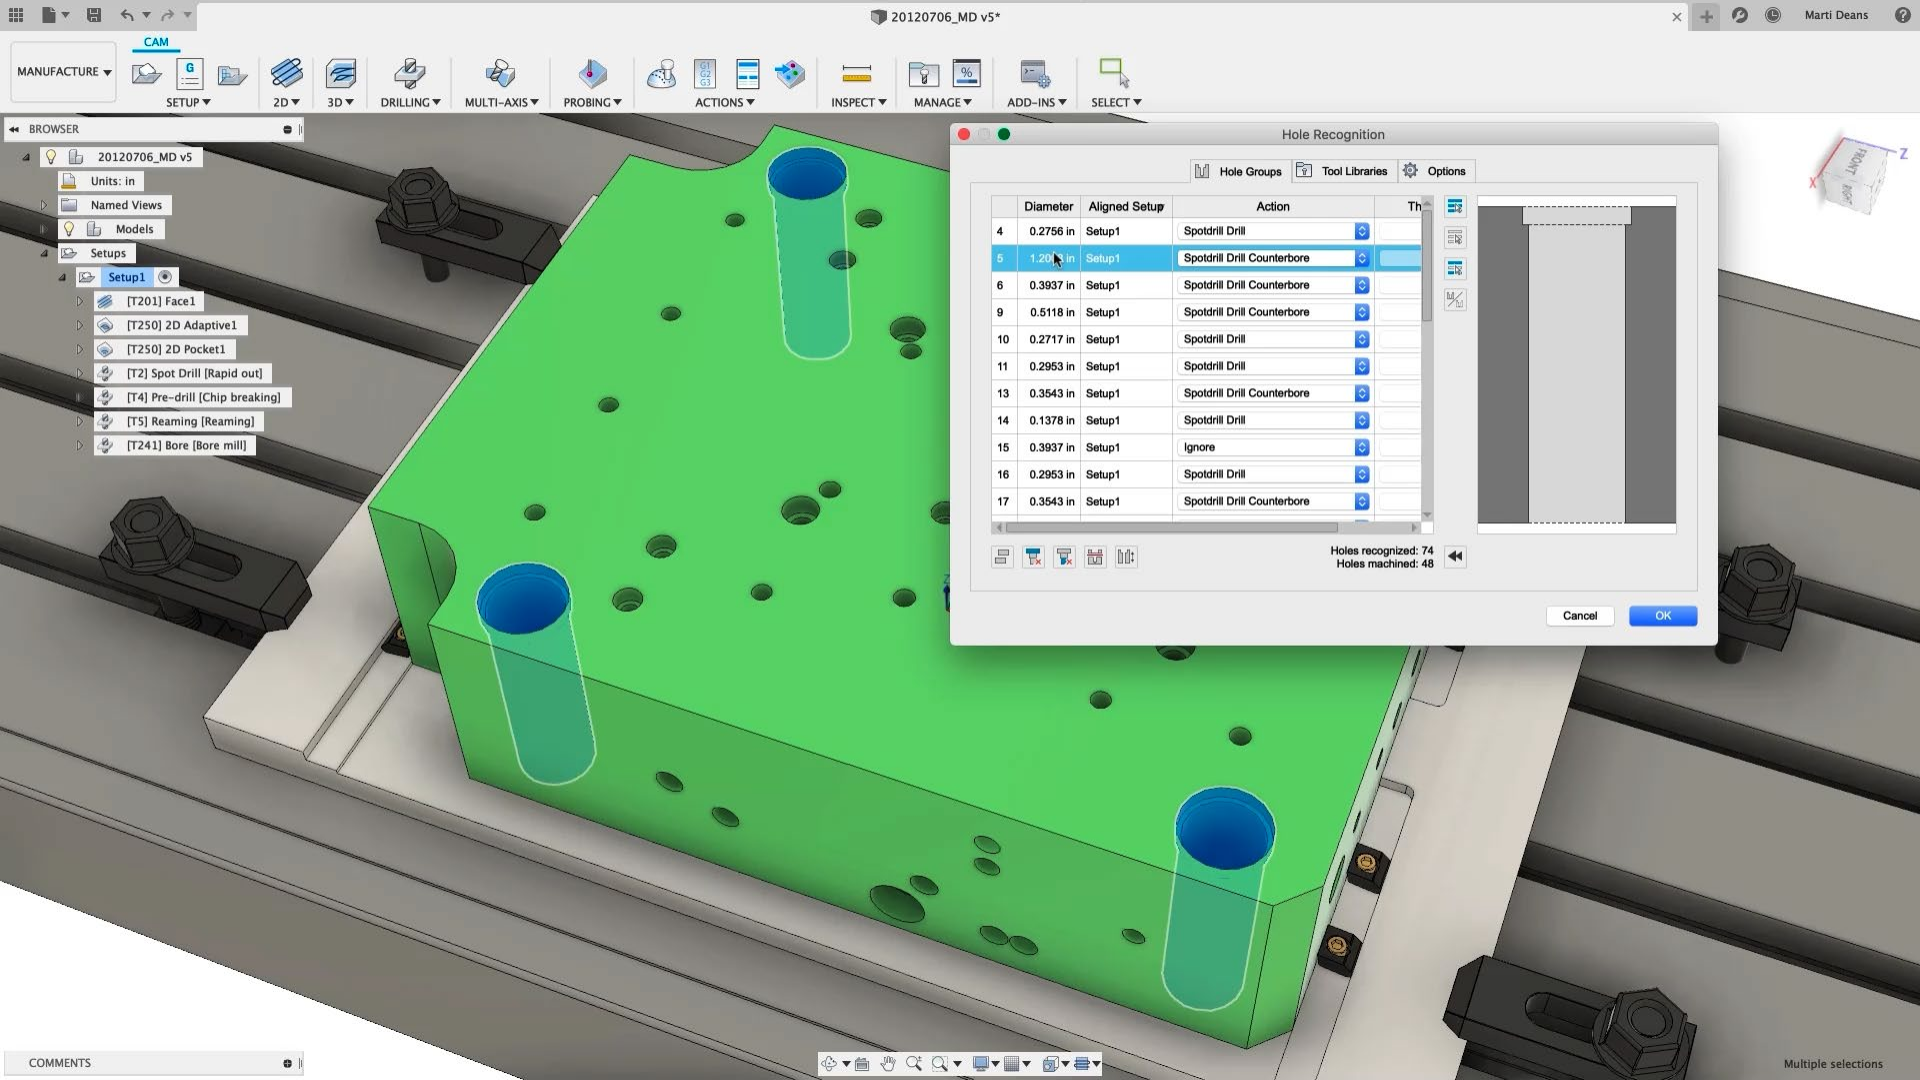 20120706_MD v5*
Marti Deans
MANUFACTURE
CAM
SETUP
2D
3D
DRILLING
MULTI-AXIS
PROBING
ACTIONS
INSPECT
MANAGE
ADD-INS
SELECT
G
G1
G2
G3
%
BROWSER
20120706_MD v5
Units: in
Named Views
Models
Setups
Setup1
[T201] Face1
[T250] 2D Adaptive1
[T250] 2D Pocket1
[T2] Spot Drill [Rapid out]
[T4] Pre-drill [Chip breaking]
[T5] Reaming [Reaming]
[T241] Bore [Bore mill]
Hole Recognition
Hole Groups
Tool Libraries
Options
Diameter Aligned Setup Action Th
4 0.2756 in Setup1 Spotdrill Drill
5 1.20 in Setup1 Spotdrill Drill Counterbore
6 0.3937 in Setup1 Spotdrill Drill Counterbore
9 0.5118 in Setup1 Spotdrill Drill Counterbore
10 0.2717 in Setup1 Spotdrill Drill
11 0.2953 in Setup1 Spotdrill Drill
13 0.3543 in Setup1 Spotdrill Drill Counterbore
14 0.1378 in Setup1 Spotdrill Drill
15 0.3937 in Setup1 Ignore
16 0.2953 in Setup1 Spotdrill Drill
17 0.3543 in Setup1 Spotdrill Drill Counterbore
Holes recognized: 74
Holes machined: 48
Cancel
OK
FRONT
Z
X
Z
COMMENTS
Multiple selections